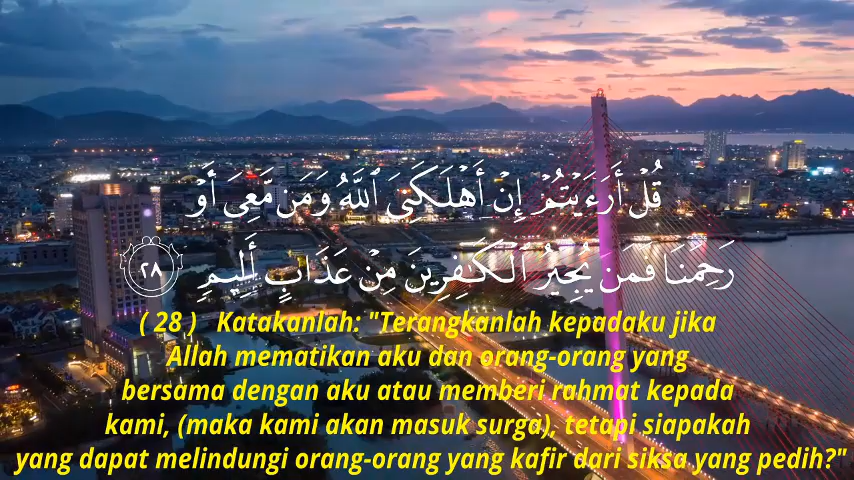 قُلْ أَرَءَيْتُمْ إِنْ أَهْلَكَنِىَ ٱللَّهُ وَمَن مَّعِىَ أَوْ
رَحِمَنَا فَمَن يُجِيرُ ٱلْكَـٰفِرِينَ مِنْ عَذَابٍ أَلِيمٍ ٢٨
( 28 ) Katakanlah: "Terangkanlah kepadaku jika
Allah mematikan aku dan orang-orang yang
bersama dengan aku atau memberi rahmat kepada
kami, (maka kami akan masuk surga), tetapi siapakah
yang dapat melindungi orang-orang yang kafir dari siksa yang pedih?"